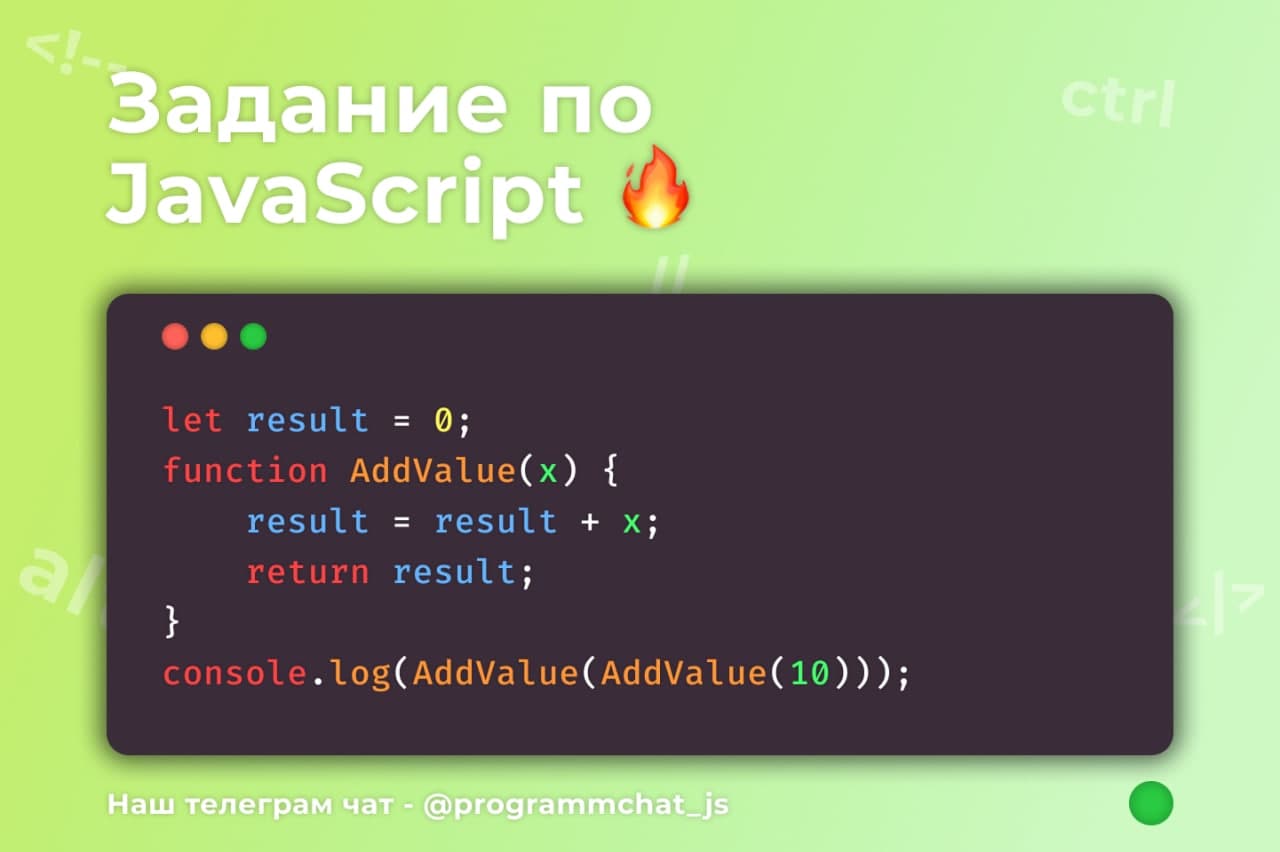 <!--
Задание по
JavaScript 🔥
ctrl
//
let result = 0;
function AddValue(x) {
    result = result + x;
    return result;
}
console.log(AddValue(AddValue(10)));
Наш телеграм чат - @programmchat_js